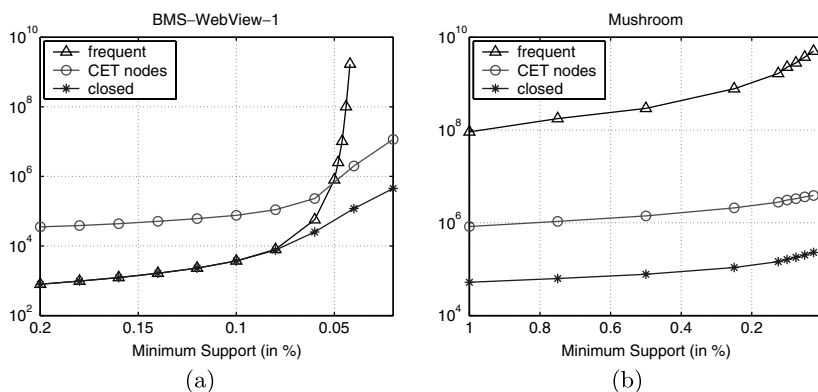 BMS–WebView–1
10^10
10^8
10^6
10^4
10^2
frequent
CET nodes
closed
0.2
0.15
0.1
0.05
Minimum Support (in %)
(a)
Mushroom
10^10
10^8
10^6
10^4
frequent
CET nodes
closed
1
0.8
0.6
0.4
0.2
Minimum Support (in %)
(b)